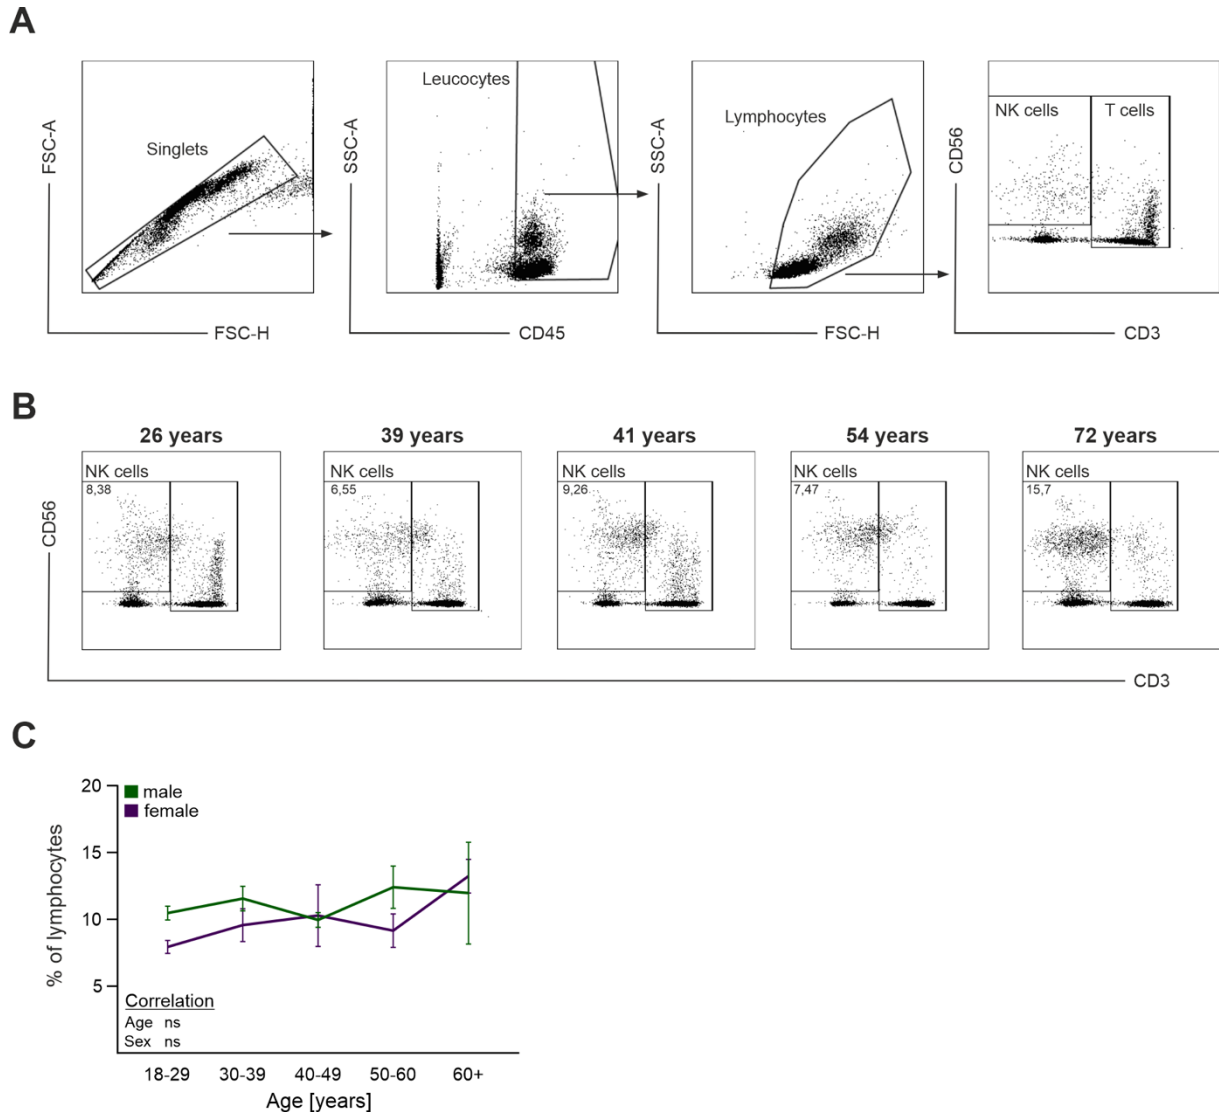 A
FSC-A
Singlets
FSC-H
SSC-A
Leucocytes
CD45
SSC-A
Lymphocytes
FSC-H
CD56
NK cells
T cells
CD3
B
26 years
39 years
41 years
54 years
72 years
CD56
NK cells
8,38
NK cells
6,55
NK cells
9,26
NK cells
7,47
NK cells
15,7
CD3
C
% of lymphocytes
20
15
10
5
male
female
Correlation
Age ns
Sex ns
18-29 30-39 40-49 50-60 60+
Age [years]